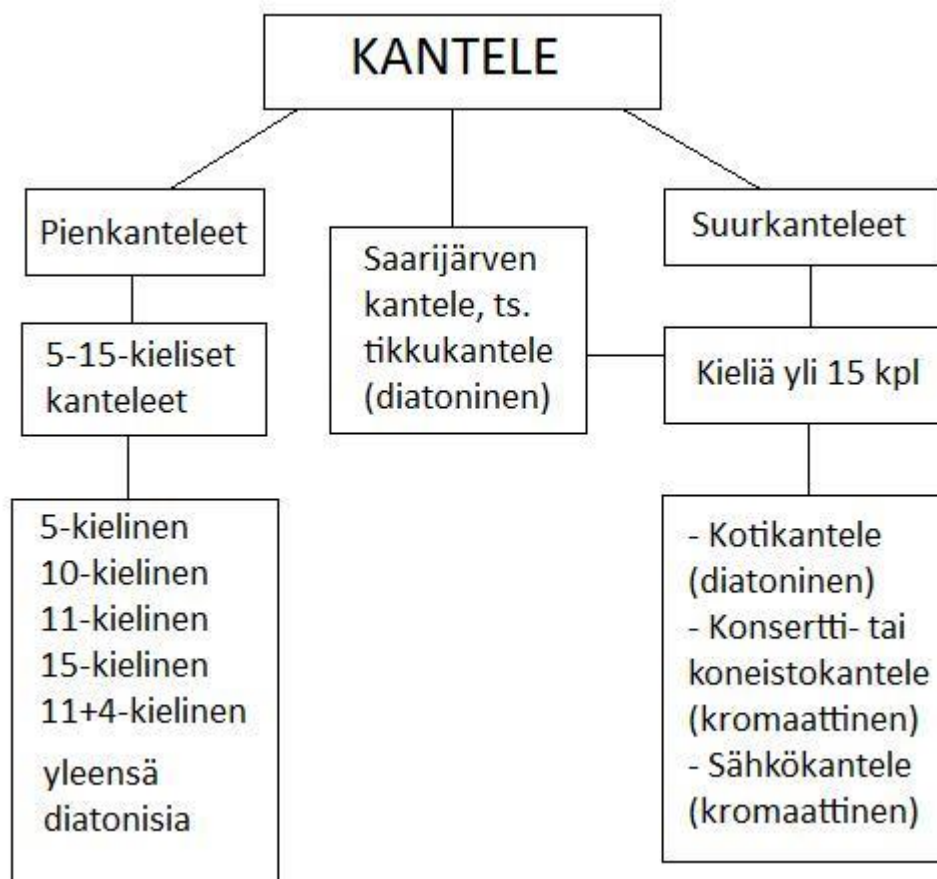 KANTELE
Pienkanteleet
5-15-kieliset
kanteleet
5-kielinen
10-kielinen
11-kielinen
15-kielinen
11+4-kielinen
yleensä
diatonisia
Saarijärven
kantele, ts.
tikkukantele
(diatoninen)
Suurkanteleet
Kieliä yli 15 kpl
- Kotikantele
(diatoninen)
- Konsertti- tai
koneistokantele
(kromaattinen)
- Sähkökantele
(kromaattinen)